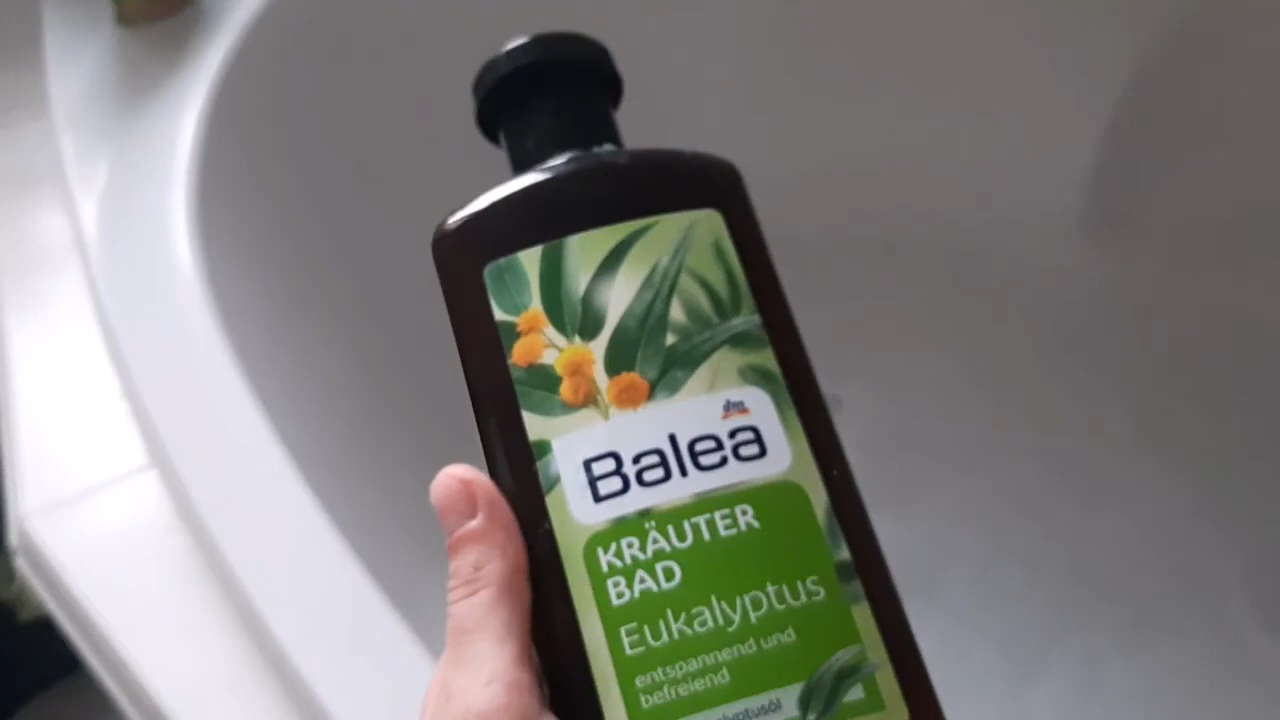 dm
Balea
KRÄUTER
BAD
Eukalyptus
entspannend und
befreiend